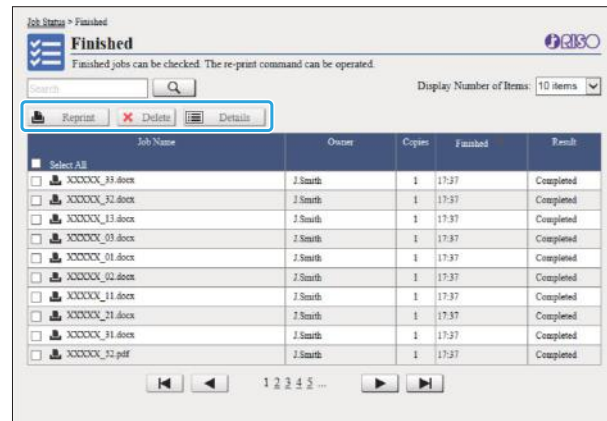 Job Status > Finished
Finished
RISO
Finished jobs can be checked. The re-print command can be operated.
Search
Display Number of Items: 10 items
Reprint Delete Details
Job Name Owner Copies Finished Result
Select All
XXXXX_33.docx J.Smith 1 17:37 Completed
XXXXX_32.docx J.Smith 1 17:37 Completed
XXXXX_13.docx J.Smith 1 17:37 Completed
XXXXX_03.docx J.Smith 1 17:37 Completed
XXXXX_01.docx J.Smith 1 17:37 Completed
XXXXX_02.docx J.Smith 1 17:37 Completed
XXXXX_11.docx J.Smith 1 17:37 Completed
XXXXX_21.docx J.Smith 1 17:37 Completed
XXXXX_31.docx J.Smith 1 17:37 Completed
XXXXX_32.pdf J.Smith 1 17:37 Completed
1 2 3 4 5 ...